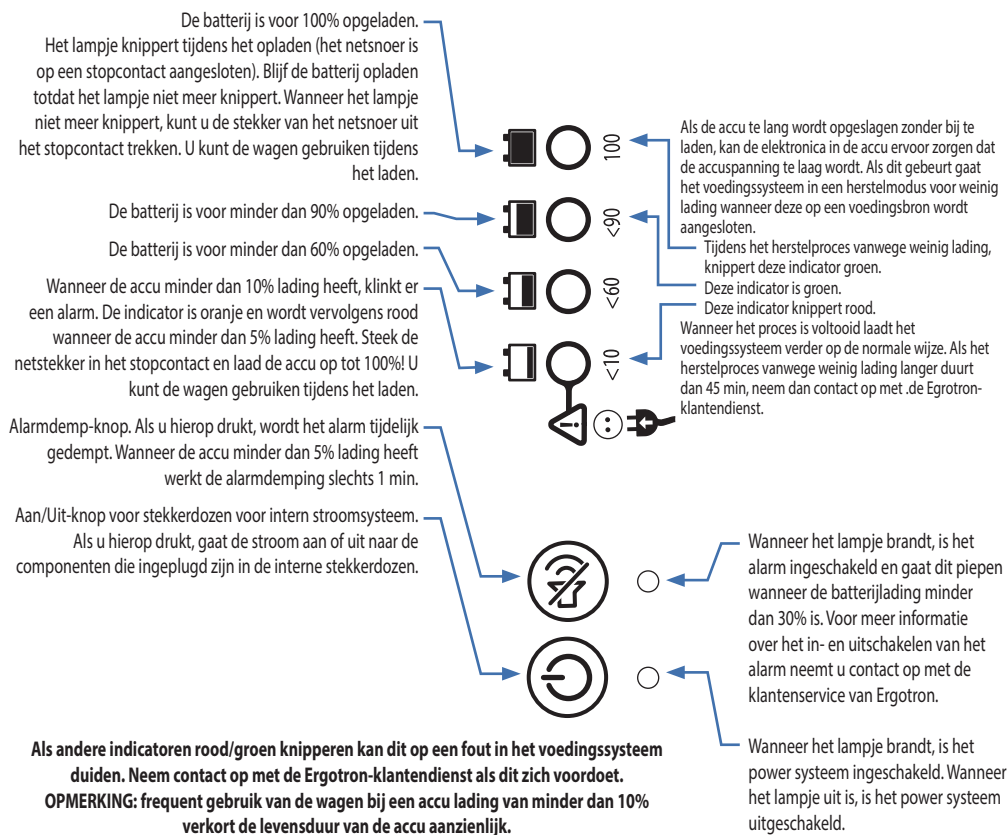 De batterij is voor 100% opgeladen.
Het lampje knippert tijdens het opladen (het netsnoer is
op een stopcontact aangesloten). Blijf de batterij opladen
totdat het lampje niet meer knippert. Wanneer het lampje
niet meer knippert, kunt u de stekker van het netsnoer uit
het stopcontact trekken. U kunt de wagen gebruiken tijdens
het laden.
De batterij is voor minder dan 90% opgeladen.
De batterij is voor minder dan 60% opgeladen.
Wanneer de accu minder dan 10% lading heeft, klinkt er
een alarm. De indicator is oranje en wordt vervolgens rood
wanneer de accu minder dan 5% lading heeft. Steek de
netstekker in het stopcontact en laad de accu op tot 100%! U
kunt de wagen gebruiken tijdens het laden.
Alarmdemp-knop. Als u hierop drukt, wordt het alarm tijdelijk
gedempt. Wanneer de accu minder dan 5% lading heeft
werkt de alarmdemping slechts 1 min.
Aan/Uit-knop voor stekkerdozen voor intern stroomsysteem.
Als u hierop drukt, gaat de stroom aan of uit naar de
componenten die ingeplugd zijn in de interne stekkerdozen.
100
<90
<60
<10
Als de accu te lang wordt opgeslagen zonder bij te
laden, kan de elektronica in de accu ervoor zorgen dat
de accuspanning te laag wordt. Als dit gebeurt gaat
het voedingssysteem in een herstelmodus voor weinig
lading wanneer deze op een voedingsbron wordt
aangesloten.
Tijdens het herstelproces vanwege weinig lading,
knippert deze indicator groen.
Deze indicator is groen.
Deze indicator knippert rood.
Wanneer het proces is voltooid laadt het
voedingssysteem verder op de normale wijze. Als het
herstelproces vanwege weinig lading langer duurt
dan 45 min, neem dan contact op met .de Egrotron-
klantendienst.
Wanneer het lampje brandt, is het
alarm ingeschakeld en gaat dit piepen
wanneer de batterijlading minder
dan 30% is. Voor meer informatie
over het in- en uitschakelen van het
alarm neemt u contact op met de
klantenservice van Ergotron.
Wanneer het lampje brandt, is het
power systeem ingeschakeld. Wanneer
het lampje uit is, is het power systeem
uitgeschakeld.
Als andere indicatoren rood/groen knipperen kan dit op een fout in het voedingssysteem
duiden. Neem contact op met de Ergotron-klantendienst als dit zich voordoet.
OPMERKING: frequent gebruik van de wagen bij een accu lading van minder dan 10%
verkort de levensduur van de accu aanzienlijk.